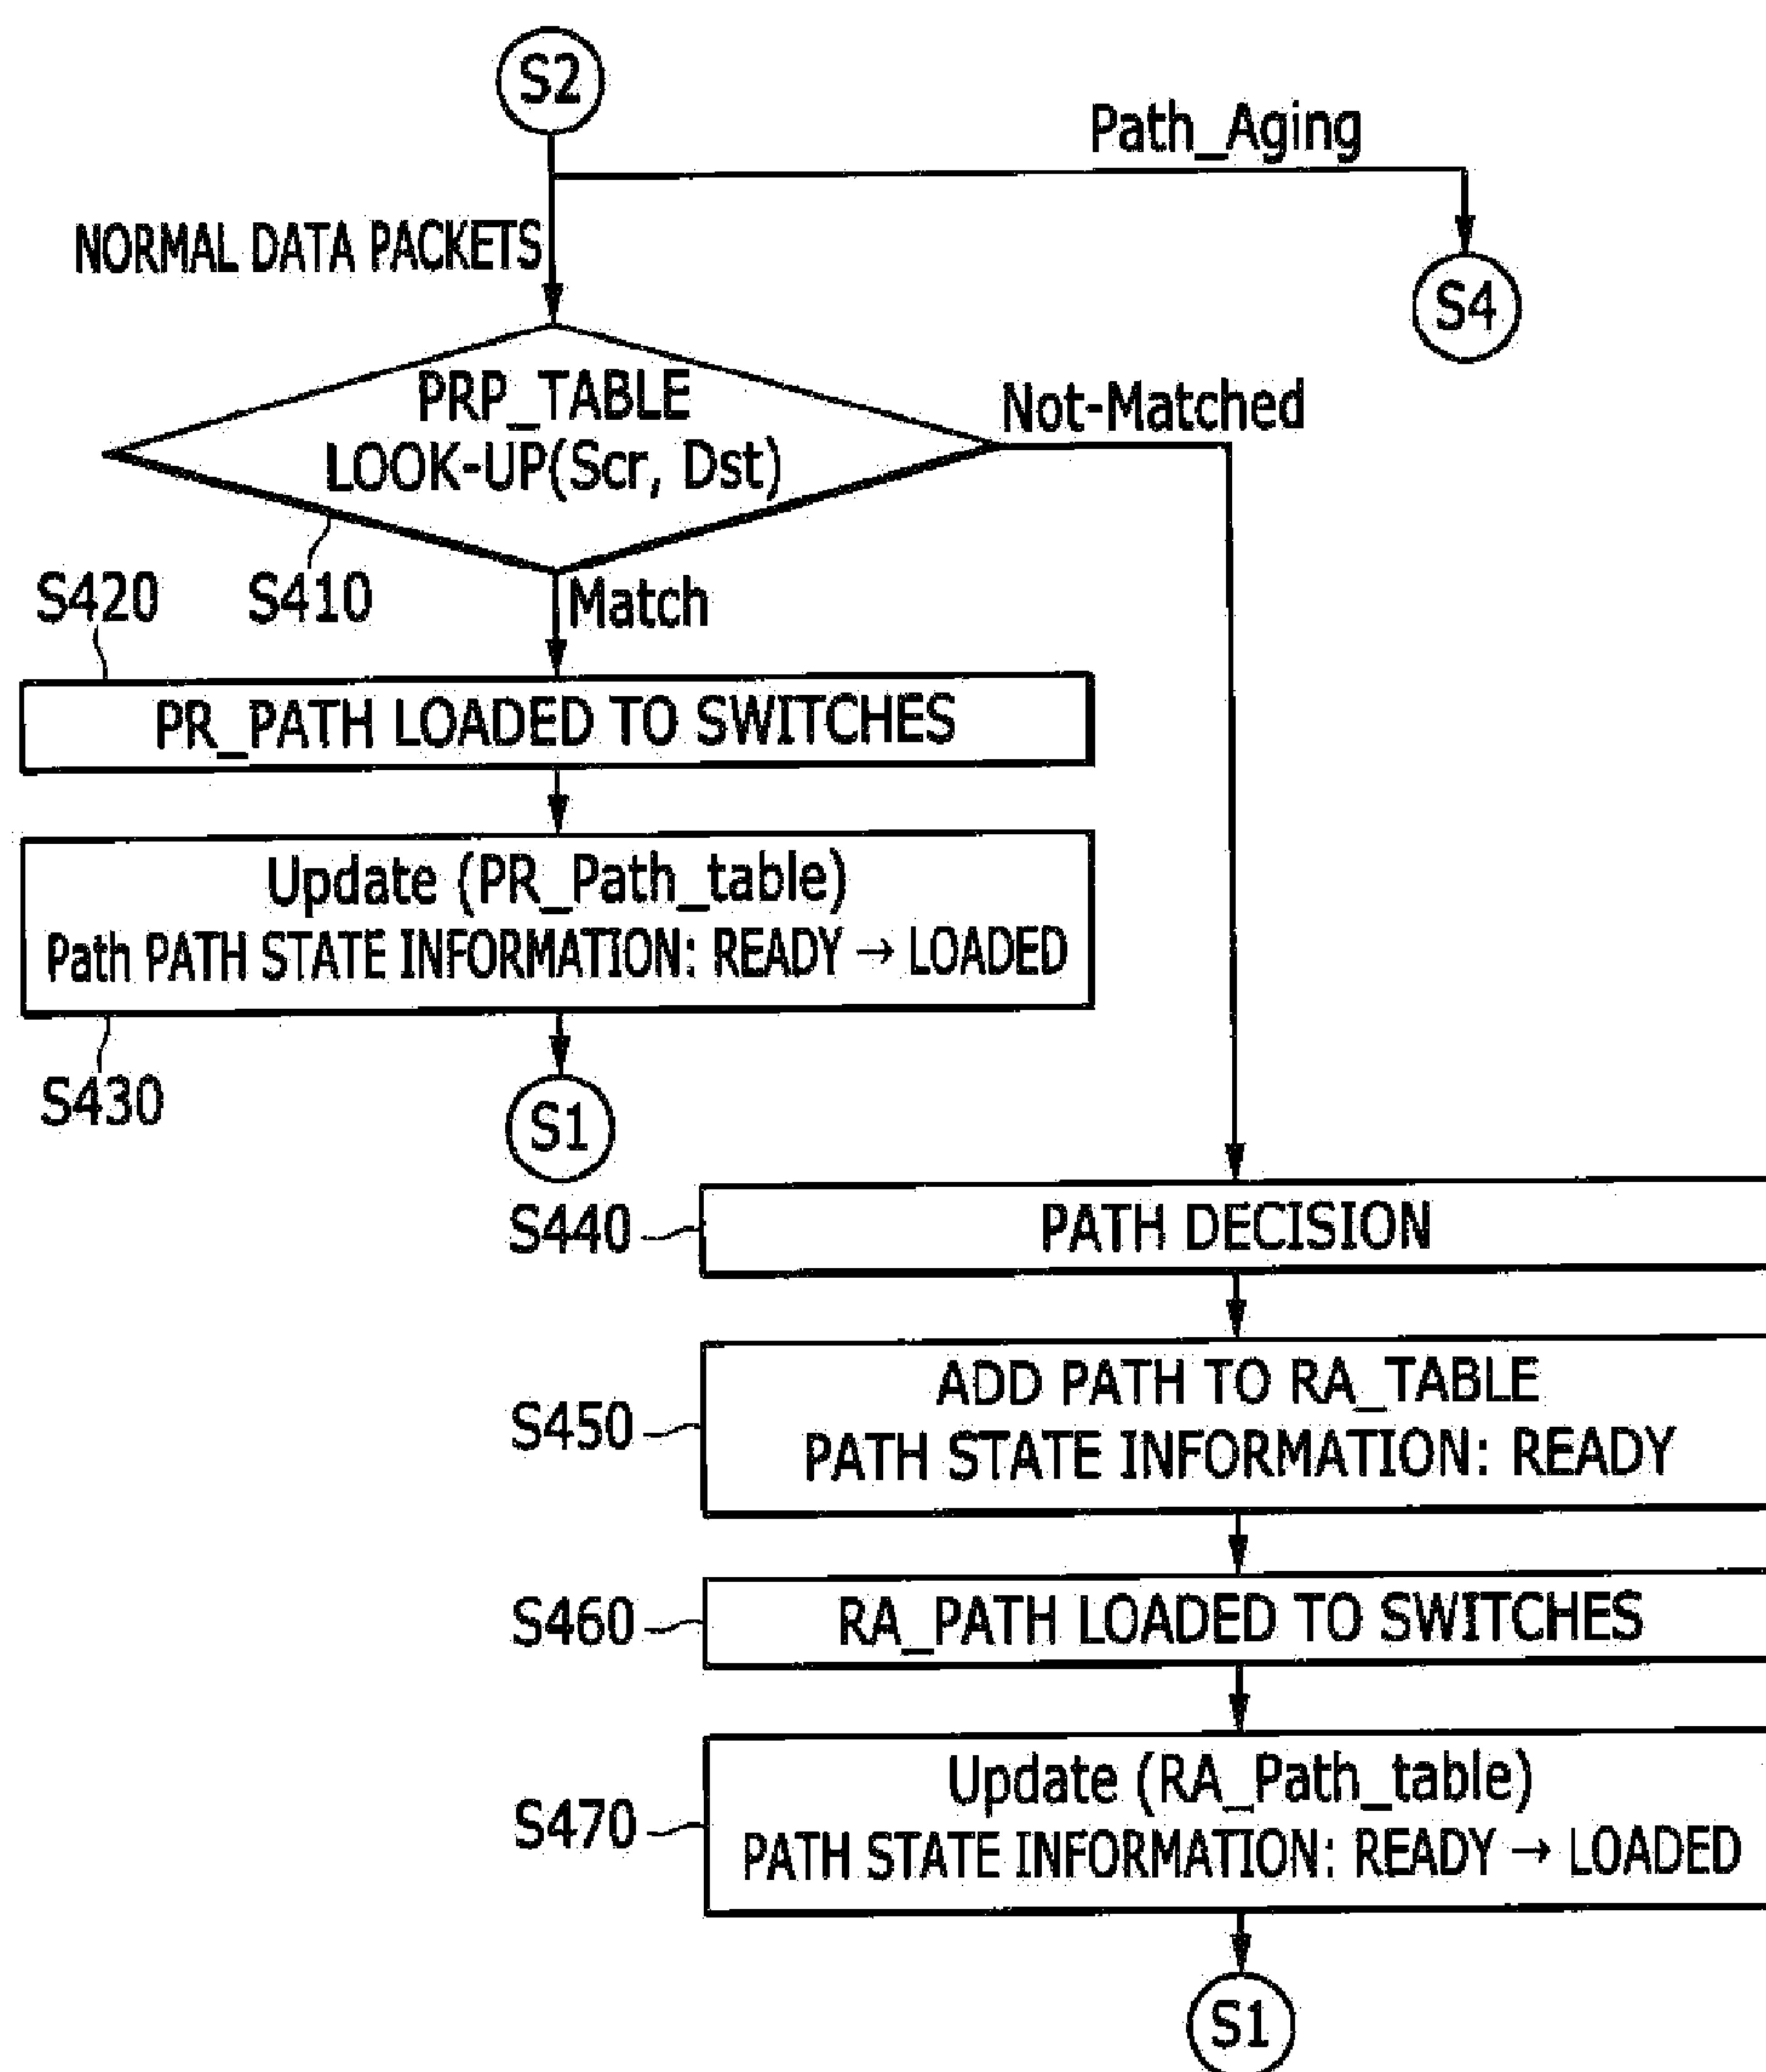 S2
Path_Aging
NORMAL DATA PACKETS
S4
PRP_TABLE
LOOK-UP(Scr, Dst)
Not-Matched
S420
S410
Match
PR_PATH LOADED TO SWITCHES
Update (PR_Path_table)
Path PATH STATE INFORMATION: READY → LOADED
S430
S1
S440
PATH DECISION
S450
ADD PATH TO RA_TABLE
PATH STATE INFORMATION: READY
S460
RA_PATH LOADED TO SWITCHES
S470
Update (RA_Path_table)
PATH STATE INFORMATION: READY → LOADED
S1